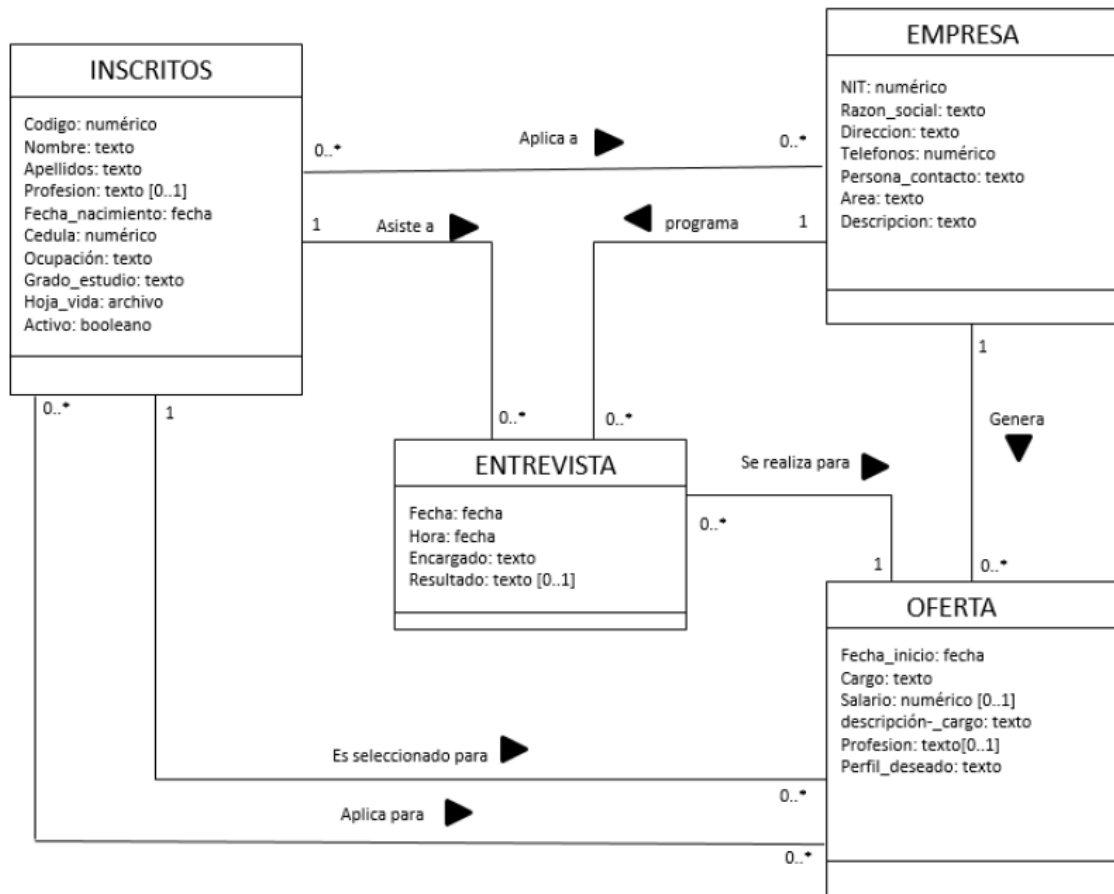 INSCRITOS
Codigo: numérico
Nombre: texto
Apellidos: texto
Profesion: texto [0..1]
Fecha_nacimiento: fecha
Cedula: numérico
Ocupación: texto
Grado_estudio: texto
Hoja_vida: archivo
Activo: booleano
EMPRESA
NIT: numérico
Razon_social: texto
Direccion: texto
Telefonos: numérico
Persona_contacto: texto
Area: texto
Descripcion: texto
0..*
Aplica a
0..*
1
Asiste a
programa
1
0..*
1
0..*
0..*
1
Genera
ENTREVISTA
Fecha: fecha
Hora: fecha
Encargado: texto
Resultado: texto [0..1]
Se realiza para
0..*
1
0..*
OFERTA
Fecha_inicio: fecha
Cargo: texto
Salario: numérico [0..1]
descripción-_cargo: texto
Profesion: texto[0..1]
Perfil_deseado: texto
Es seleccionado para
0..*
Aplica para
0..*